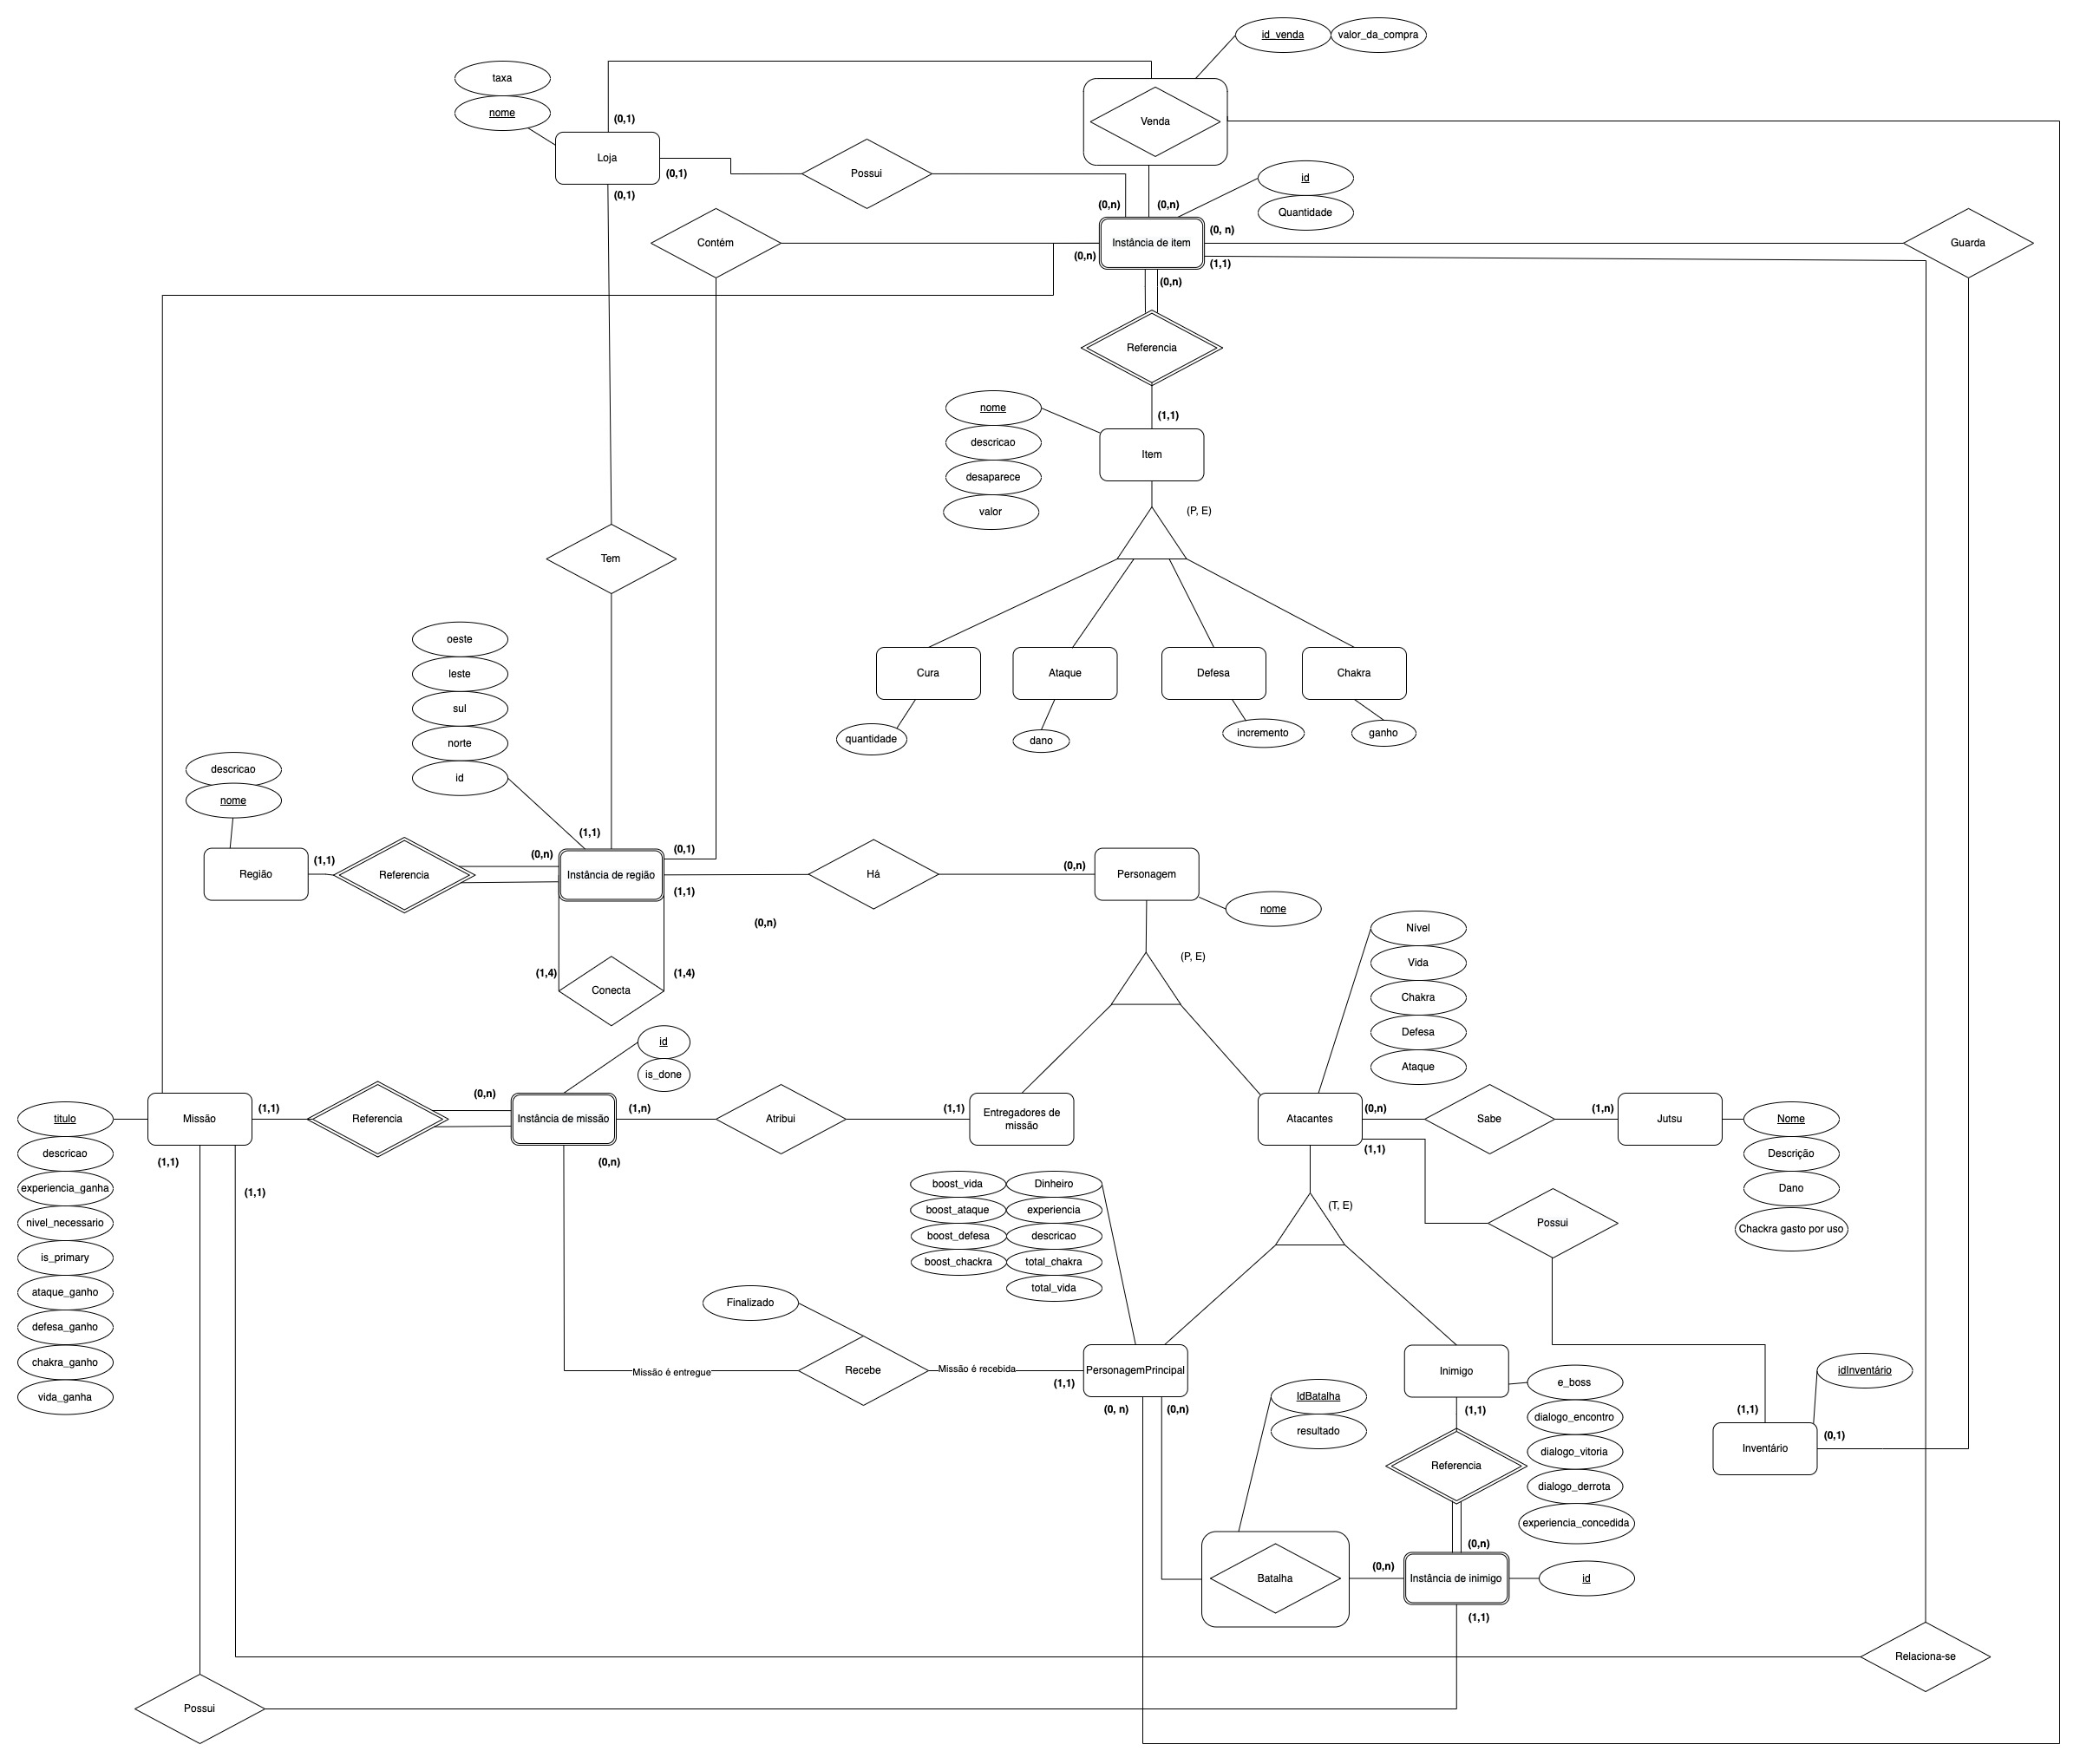 id_venda
valor_da_compra
taxa
nome
(0,1)
Venda
Loja
(0,1)
Possui
(0,1)
id
(0,n)
(0,n)
Quantidade
Contém
(0, n)
Instância de item
Guarda
(0,n)
(1,1)
(0,n)
Referencia
nome
(1,1)
descricao
Item
desaparece
valor
(P, E)
Tem
oeste
leste
Cura
Ataque
Defesa
Chakra
sul
norte
quantidade
dano
incremento
ganho
descricao
id
nome
(1,1)
(0,1)
(1,1)
(0,n)
(0,n)
Região
Referencia
Instância de região
Há
Personagem
(1,1)
nome
(0,n)
Nível
(P, E)
Vida
(1,4)
(1,4)
Conecta
Chakra
id
Defesa
is_done
Ataque
(0,n)
(1,1)
(1,n)
(1,1)
(0,n)
(1,n)
titulo
Missão
Referencia
Instância de missão
Atribui
Entregadores de
missão
Atacantes
Sabe
Jutsu
Nome
descricao
(1,1)
(0,n)
(1,1)
Descrição
experiencia_ganha
(1,1)
boost_vida
Dinheiro
Dano
nivel_necessario
boost_ataque
experiencia
(T, E)
Possui
Chackra gasto por uso
is_primary
boost_defesa
descricao
boost_chackra
total_chakra
ataque_ganho
total_vida
Finalizado
defesa_ganho
chakra_ganho
Missão é entregue
Recebe
Missão é recebida
PersonagemPrincipal
Inimigo
e_boss
idInventário
(1,1)
vida_ganha
(0, n)
(0,n)
IdBatalha
(1,1)
dialogo_encontro
(1,1)
resultado
(0,1)
dialogo_vitoria
Inventário
Referencia
dialogo_derrota
experiencia_concedida
(0,n)
(0,n)
Batalha
Instância de inimigo
id
(1,1)
Relaciona-se
Possui